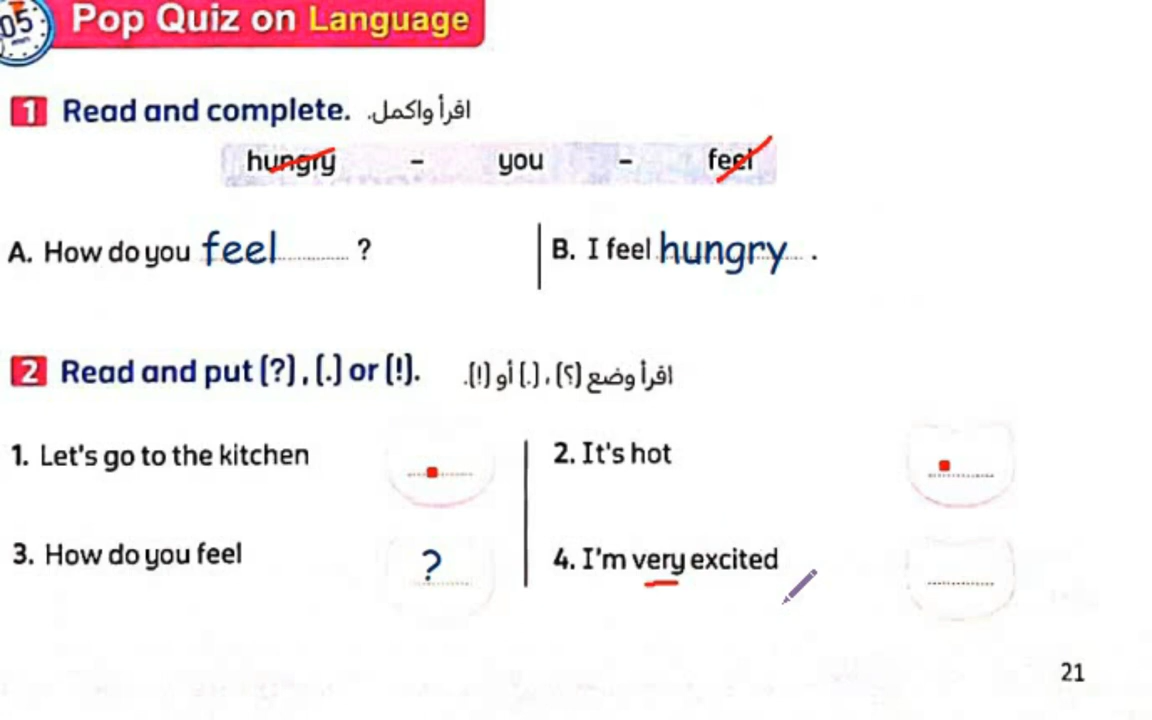 05 Pop Quiz on Language
1 Read and complete. اقرأ واكمل.
hungry - you - feel
A. How do you feel ? B. I feel hungry .
2 Read and put (?) , (.) or (!). اقرأ وضع (؟)، (.) أو (!).
1. Let's go to the kitchen . 2. It's hot .
3. How do you feel ? 4. I'm very excited
21